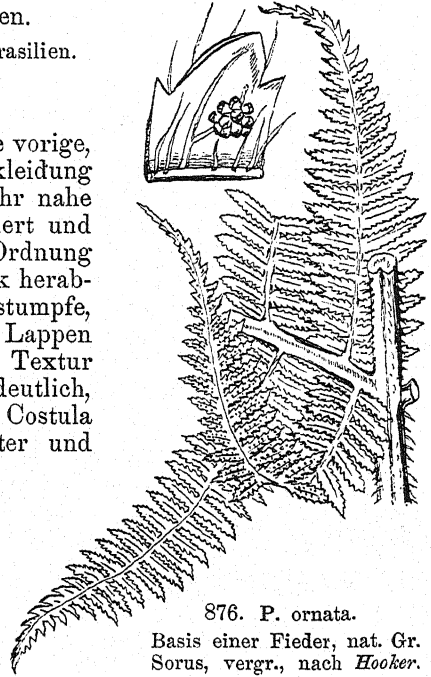 en.
rasilien.
e vorige,
kleidung
hr nahe
ert und
Ordnung
k herab-
stumpfe,
Lappen
Textur
deutlich,
Costula
ter und
876. P. ornata.
Basis einer Fieder, nat. Gr.
Sorus, vergr., nach Hooker.